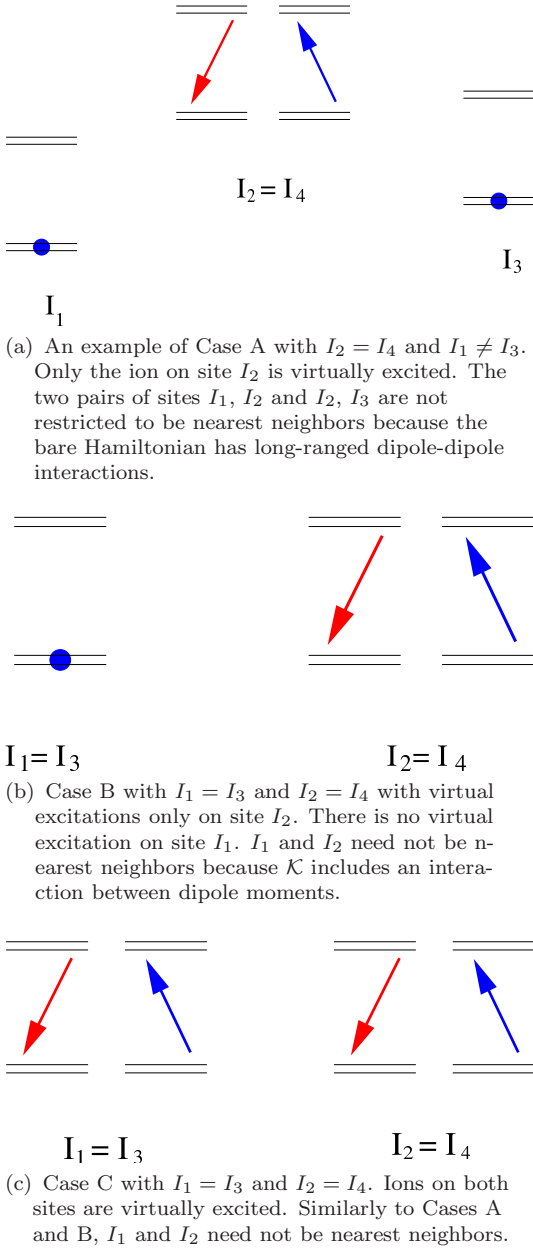 I₂ = I₄
I₃
I₁
(a) An example of Case A with I₂ = I₄ and I₁ ≠ I₃.
Only the ion on site I₂ is virtually excited. The
two pairs of sites I₁, I₂ and I₂, I₃ are not
restricted to be nearest neighbors because the
bare Hamiltonian has long-ranged dipole-dipole
interactions.
I₁= I₃
I₂= I₄
(b) Case B with I₁ = I₃ and I₂ = I₄ with virtual
excitations only on site I₂. There is no virtual
excitation on site I₁. I₁ and I₂ need not be n-
earest neighbors because 𝒦 includes an intera-
ction between dipole moments.
I₁ = I₃
I₂ = I₄
(c) Case C with I₁ = I₃ and I₂ = I₄. Ions on both
sites are virtually excited. Similarly to Cases A
and B, I₁ and I₂ need not be nearest neighbors.